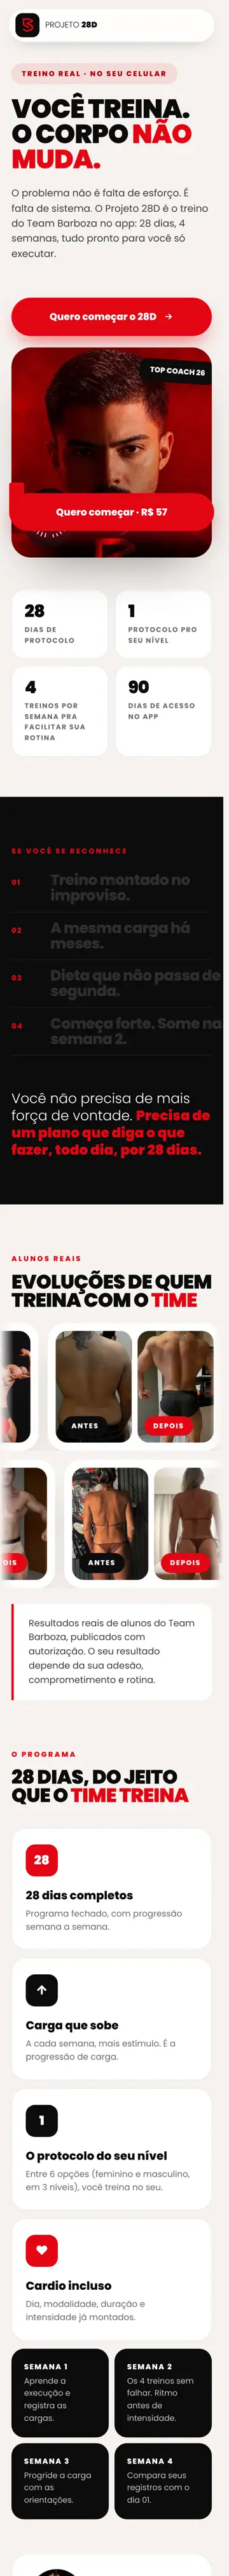 PROJETO 28D
TREINO REAL · NO SEU CELULAR
VOCÊ TREINA.
O CORPO NÃO
MUDA.
O problema não é falta de esforço. É
falta de sistema. O Projeto 28D é o treino
do Team Barboza no app: 28 dias, 4
semanas, tudo pronto para você só
executar.
Quero começar o 28D →
TOP COACH 26
Quero começar · R$ 57
28
DIAS DE
PROTOCOLO
1
PROTOCOLO PRO
SEU NÍVEL
4
TREINOS POR
SEMANA PRA
FACILITAR SUA
ROTINA
90
DIAS DE ACESSO
NO APP
SE VOCÊ SE RECONHECE
01 Treino montado no
improviso.
02 A mesma carga há
meses.
03 Dieta que não passa de
segunda.
04 Começa forte. Some na
semana 2.
Você não precisa de mais
força de vontade. Precisa de
um plano que diga o que
fazer, todo dia, por 28 dias.
ALUNOS REAIS
EVOLUÇÕES DE QUEM
TREINA COM O TIME
ANTES
DEPOIS
OIS
ANTES
DEPOIS
Resultados reais de alunos do Team
Barboza, publicados com
autorização. O seu resultado
depende da sua adesão,
comprometimento e rotina.
O PROGRAMA
28 DIAS, DO JEITO
QUE O TIME TREINA
28
28 dias completos
Programa fechado, com progressão
semana a semana.
↑
Carga que sobe
A cada semana, mais estímulo. É a
progressão de carga.
1
O protocolo do seu nível
Entre 6 opções (feminino e masculino,
em 3 níveis), você treina no seu.
Cardio incluso
Dia, modalidade, duração e
intensidade já montados.
SEMANA 1
Aprende a
execução e
registra as
cargas.
SEMANA 2
Os 4 treinos sem
falhar. Ritmo
antes de
intensidade.
SEMANA 3
Progride a carga
com as
orientações.
SEMANA 4
Compara seus
registros com o
dia 01.